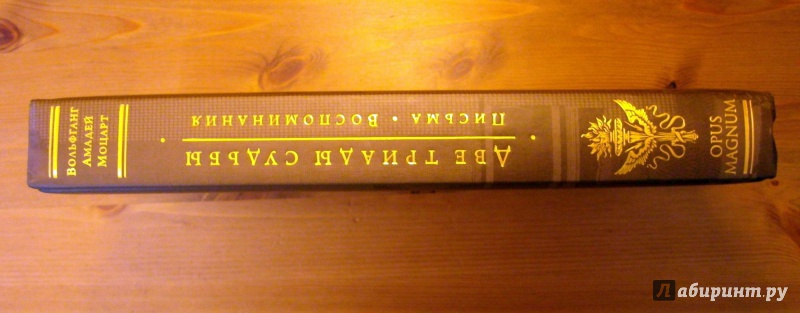 Вольфганг
Амадей
Моцарт
Две триады судьбы
Письма • Воспоминания
OPUS
MAGNUM
Лабиринт.ру